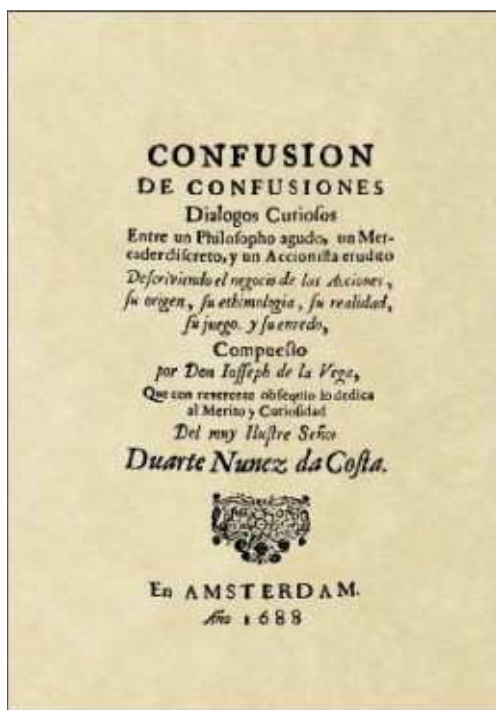 CONFUSION
DE CONFUSIONES
Dialogos Curiosos
Entre un Philosopho agudo, un Mer-
cader discreto, y un Accionista erudito
Descriviendo el negocio de las Acciones,
su origen, su ethimologia, su realidad,
su juego, y su enredo,
Compuesto
por Don Iosseph de la Vega,
Que con reverente obsequio lo dedica
al Merito y Curiosidad
Del muy Ilustre Señor
Duarte Nunez da Costa.
En AMSTERDAM.
Año 1688